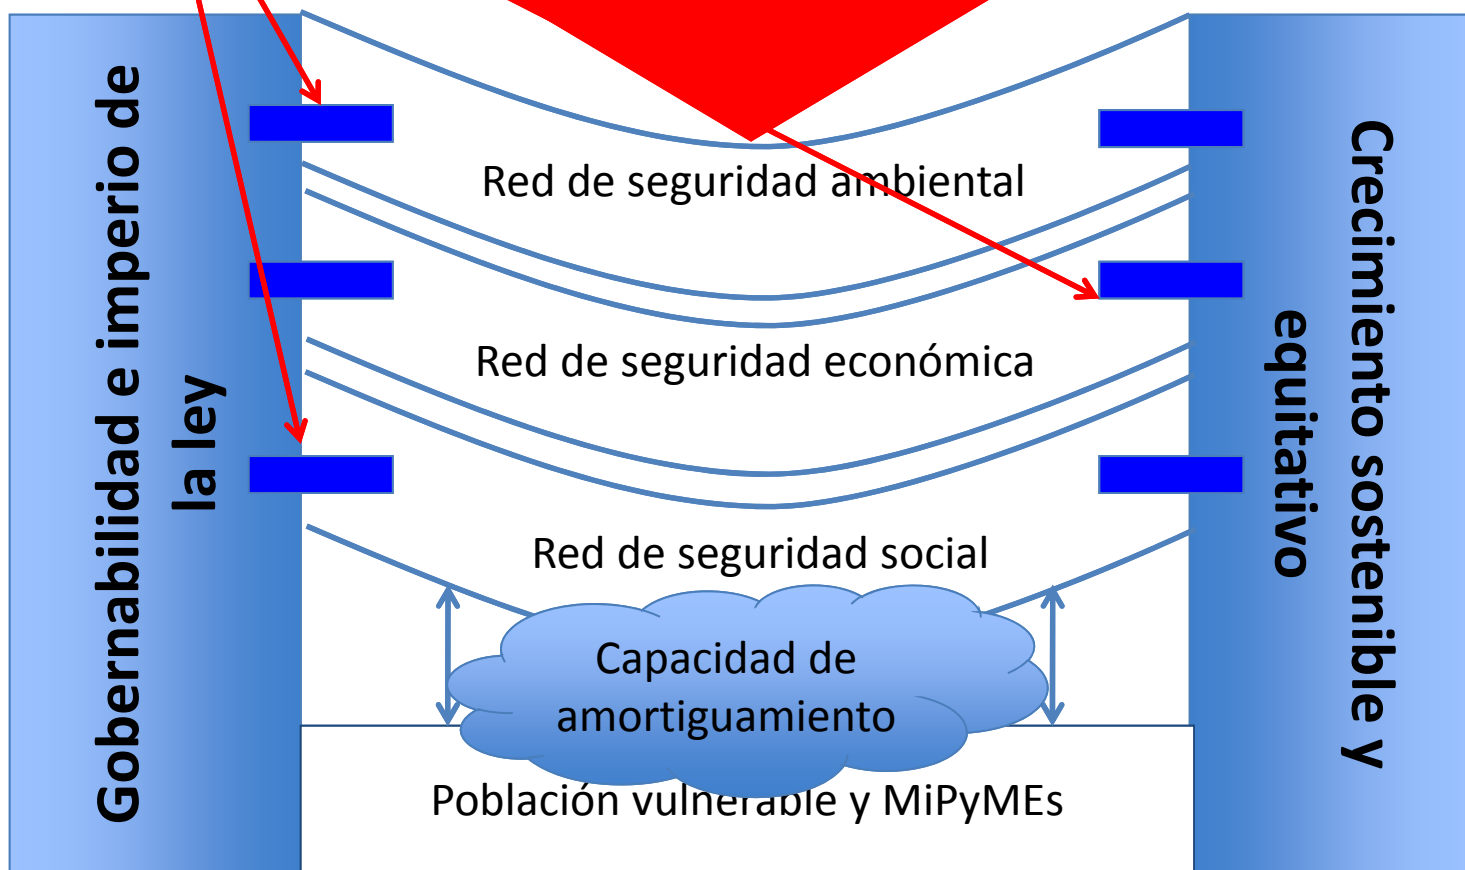 Gobernabilidad e imperio de
la ley
Red de seguridad ambiental
Red de seguridad económica
Red de seguridad social
Capacidad de
amortiguamiento
Población vulnerable y MiPyMEs
Crecimiento sostenible y
equitativo